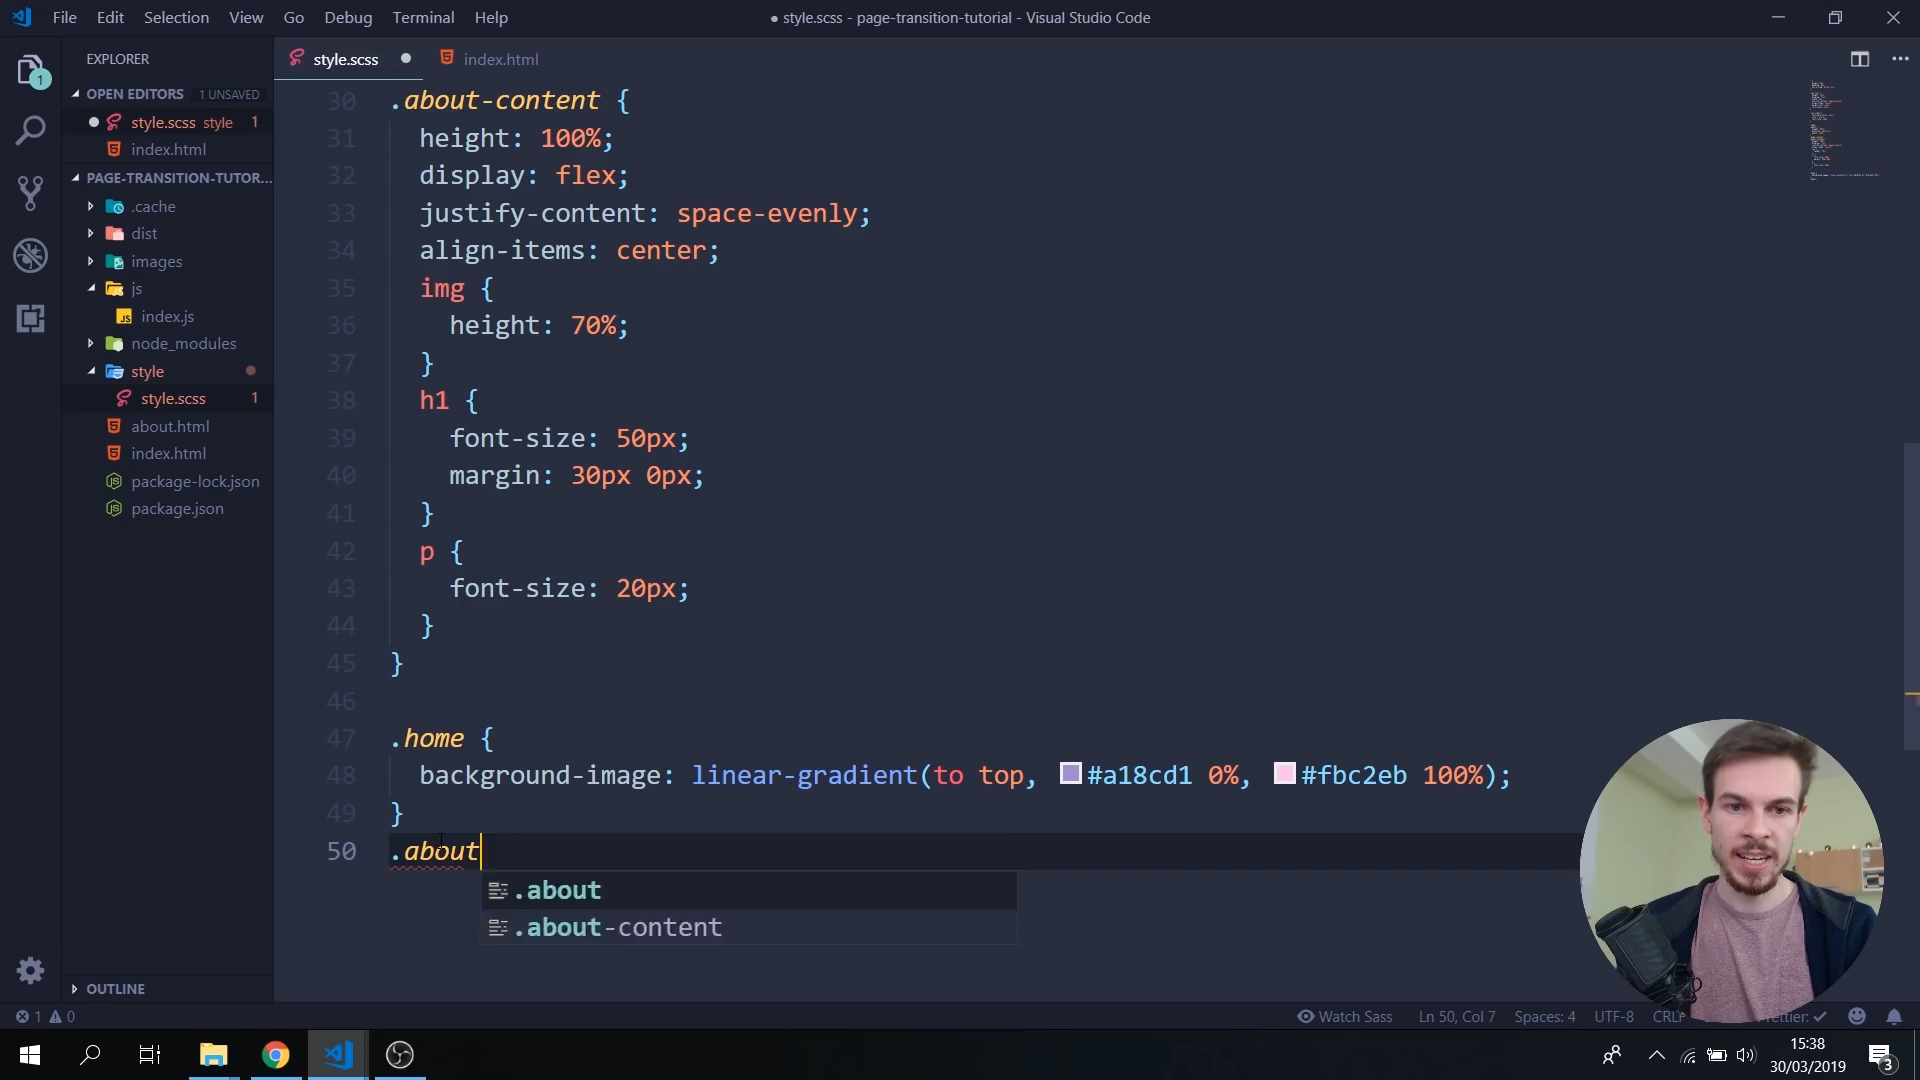 File Edit Selection View Go Debug Terminal Help
● style.scss - page-transition-tutorial - Visual Studio Code
EXPLORER
style.scss
index.html
OPEN EDITORS 1 UNSAVED
style.scss style 1
index.html
PAGE-TRANSITION-TUTOR...
.cache
dist
images
js
index.js
node_modules
style
style.scss 1
about.html
index.html
package-lock.json
package.json
OUTLINE
30 .about-content {
31 height: 100%;
32 display: flex;
33 justify-content: space-evenly;
34 align-items: center;
35 img {
36 height: 70%;
37 }
38 h1 {
39 font-size: 50px;
40 margin: 30px 0px;
41 }
42 p {
43 font-size: 20px;
44 }
45 }
46
47 .home {
48 background-image: linear-gradient(to top, #a18cd1 0%, #fbc2eb 100%);
49 }
50 .about
.about
.about-content
1 0
Watch Sass Ln 50, Col 7 Spaces: 4 UTF-8 CRLF
15:38
30/03/2019
3